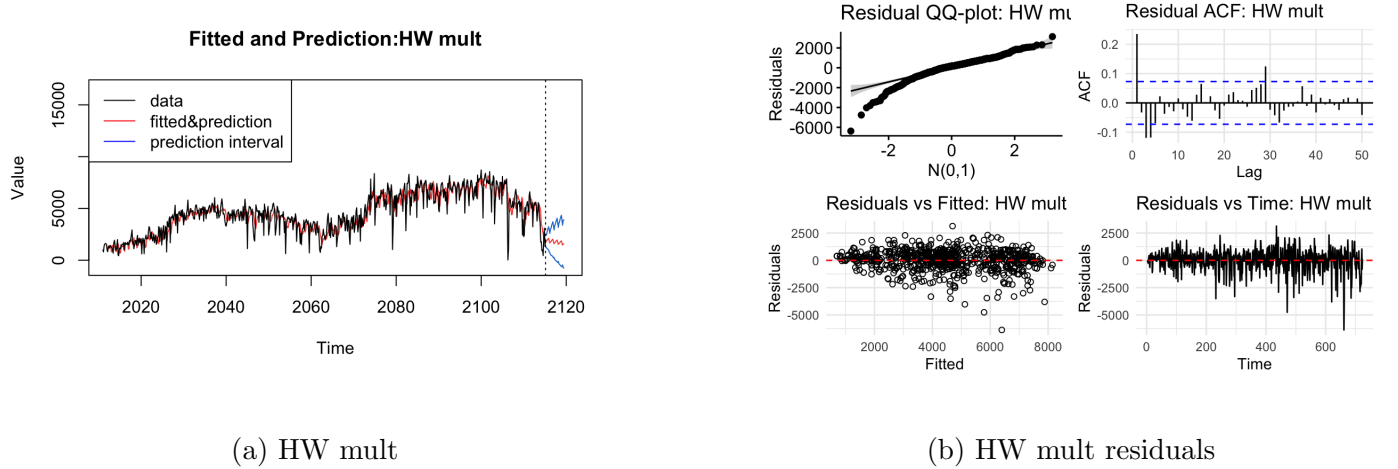 Fitted and Prediction:HW mult
data
fitted&prediction
prediction interval
Value
0
5000
15000
2020
2040
2060
2080
2100
2120
Time
(a) HW mult
Residual QQ-plot: HW mu
Residuals
2000
0
-2000
-4000
-6000
-2
0
2
N(0,1)
Residual ACF: HW mult
ACF
0.2
0.1
0.0
-0.1
0
10
20
30
40
50
Lag
Residuals vs Fitted: HW mult
Residuals
2500
0
-2500
-5000
2000
4000
6000
8000
Fitted
Residuals vs Time: HW mult
Residuals
2500
0
-2500
-5000
0
200
400
600
Time
(b) HW mult residuals